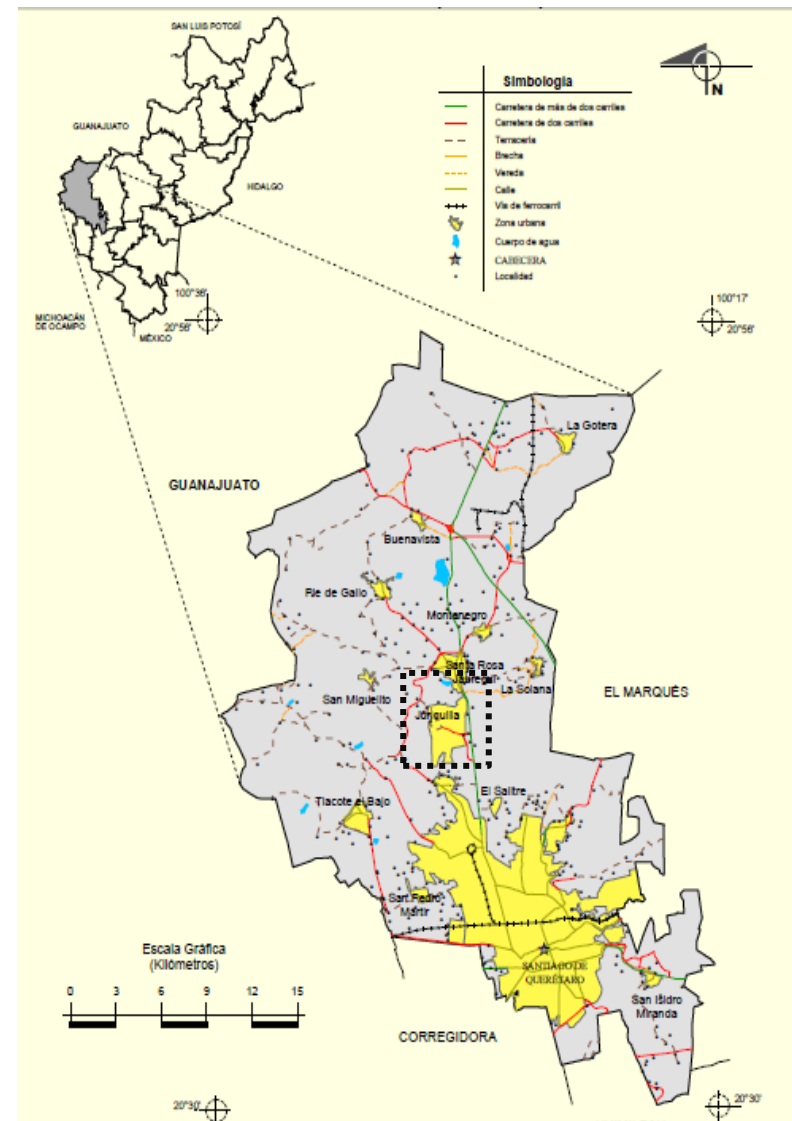 SAN LUIS POTOSÍ
GUANAJUATO
HIDALGO
MICHOACÁN
DE OCAMPO
MÉXICO
100°36'
20°56'
N
Simbología
Carretera de más de dos carriles
Carretera de dos carriles
Terracería
Brecha
Vereda
Calle
Vía de ferrocarril
Zona urbana
Cuerpo de agua
CABECERA
Localidad
100°17'
20°56'
La Gotera
GUANAJUATO
Buenavista
Pie de Gallo
Montenegro
Santa Rosa
Jáuregui
La Solana
San Miguelito
EL MARQUÉS
Juriquilla
El Salitre
Tlacote el Bajo
San Pedro
Mártir
SANTIAGO DE
QUERÉTARO
San Isidro
Miranda
Escala Gráfica
(Kilómetros)
0 3 6 9 12 15
CORREGIDORA
20°30'
20°30'